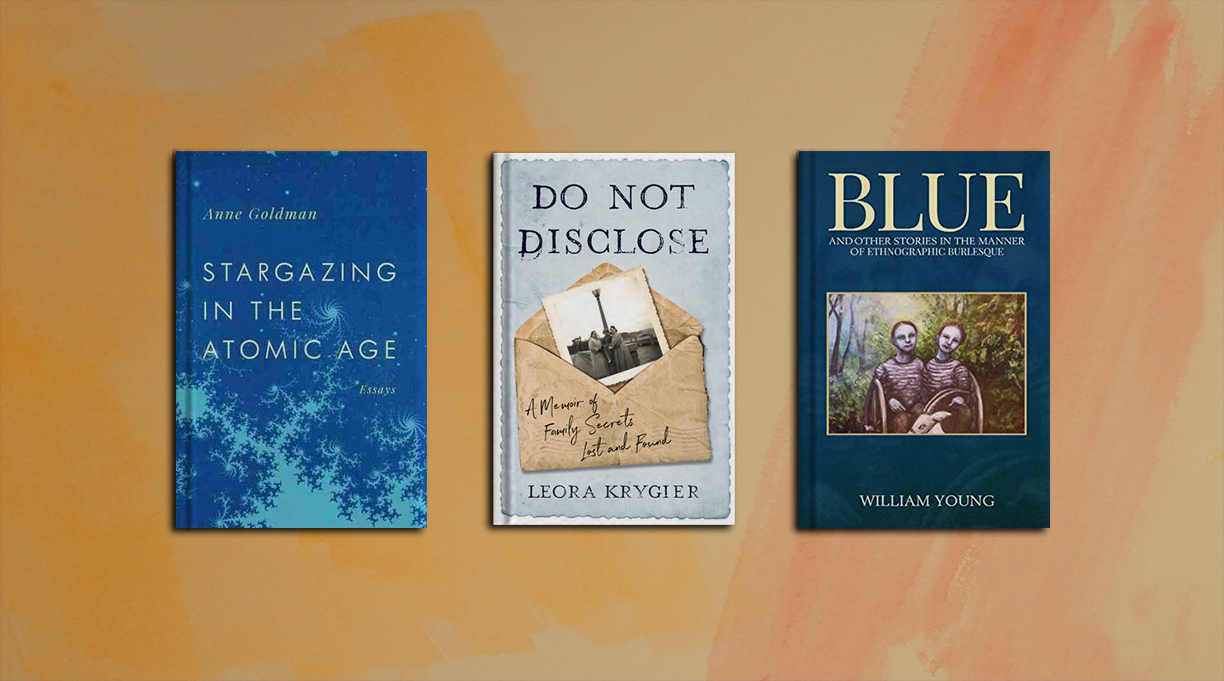 Anne Goldman
STARGAZING
IN THE
ATOMIC AGE
Essays
DO NOT
DISCLOSE
A Memoir of
Family Secrets
Lost and Found
LEORA KRYGIER
BLUE
AND OTHER STORIES IN THE MANNER
OF ETHNOGRAPHIC BURLESQUE
WILLIAM YOUNG